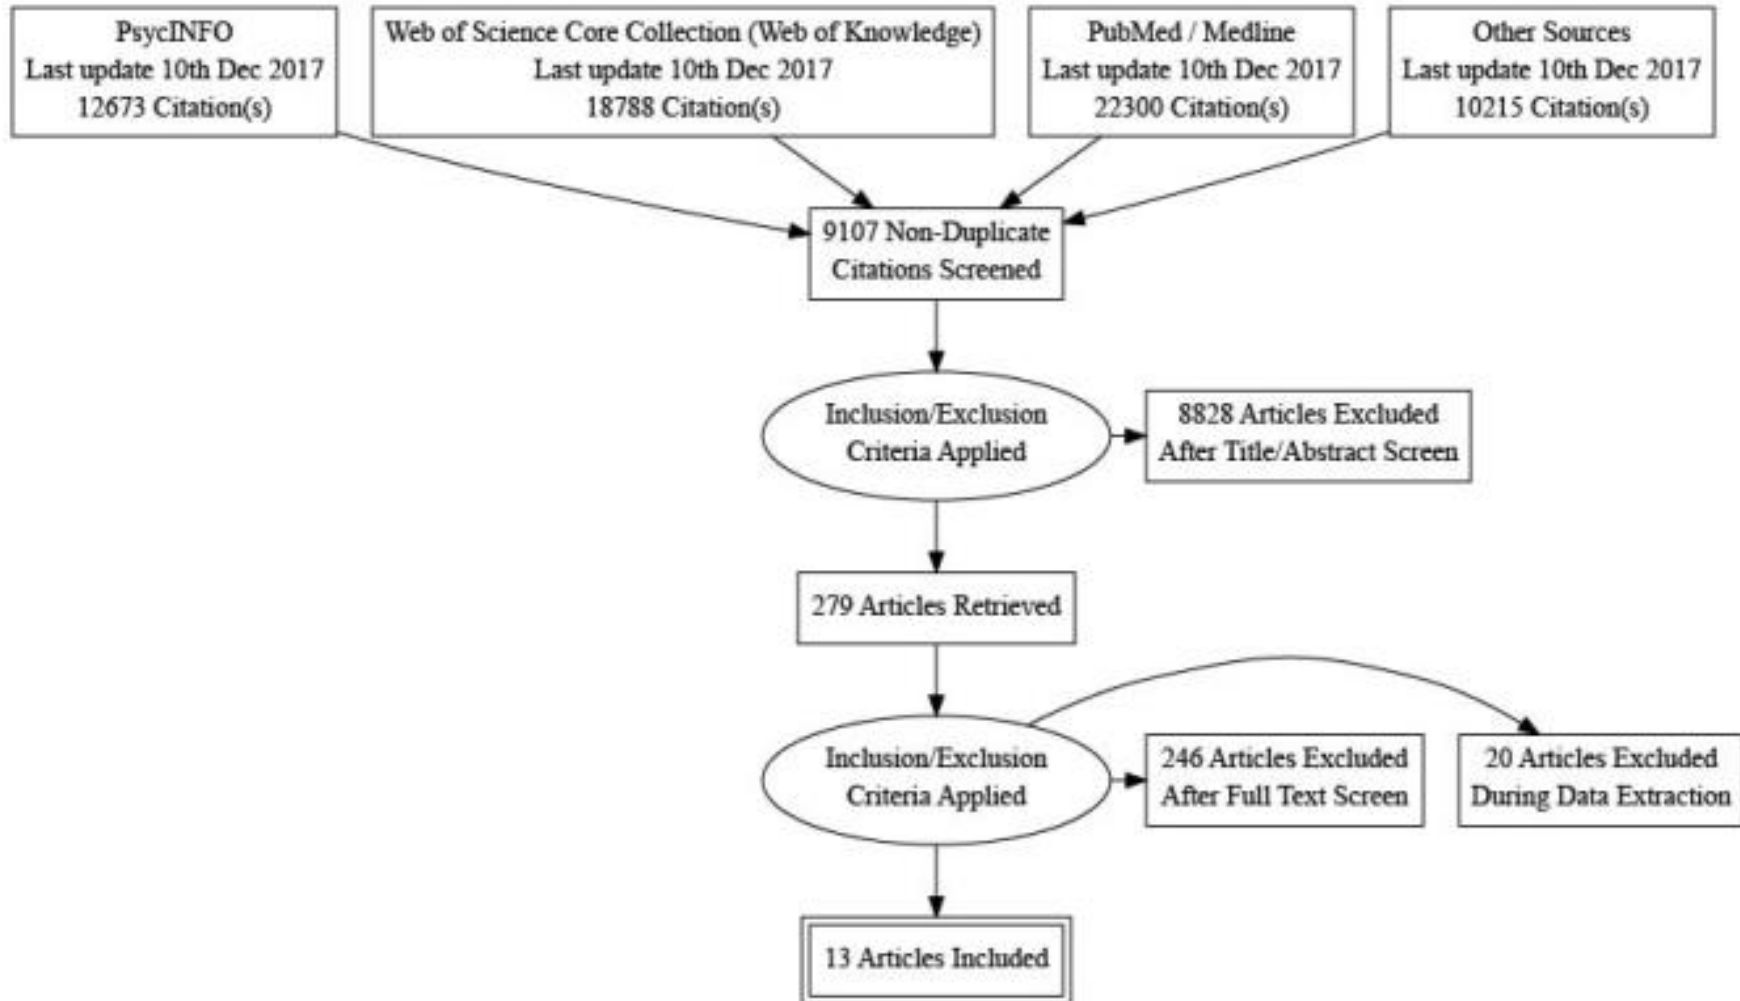 PsycINFO
Last update 10th Dec 2017
12673 Citation(s)
Web of Science Core Collection (Web of Knowledge)
Last update 10th Dec 2017
18788 Citation(s)
PubMed / Medline
Last update 10th Dec 2017
22300 Citation(s)
Other Sources
Last update 10th Dec 2017
10215 Citation(s)
9107 Non-Duplicate
Citations Screened
Inclusion/Exclusion
Criteria Applied
8828 Articles Excluded
After Title/Abstract Screen
279 Articles Retrieved
Inclusion/Exclusion
Criteria Applied
246 Articles Excluded
After Full Text Screen
20 Articles Excluded
During Data Extraction
13 Articles Included